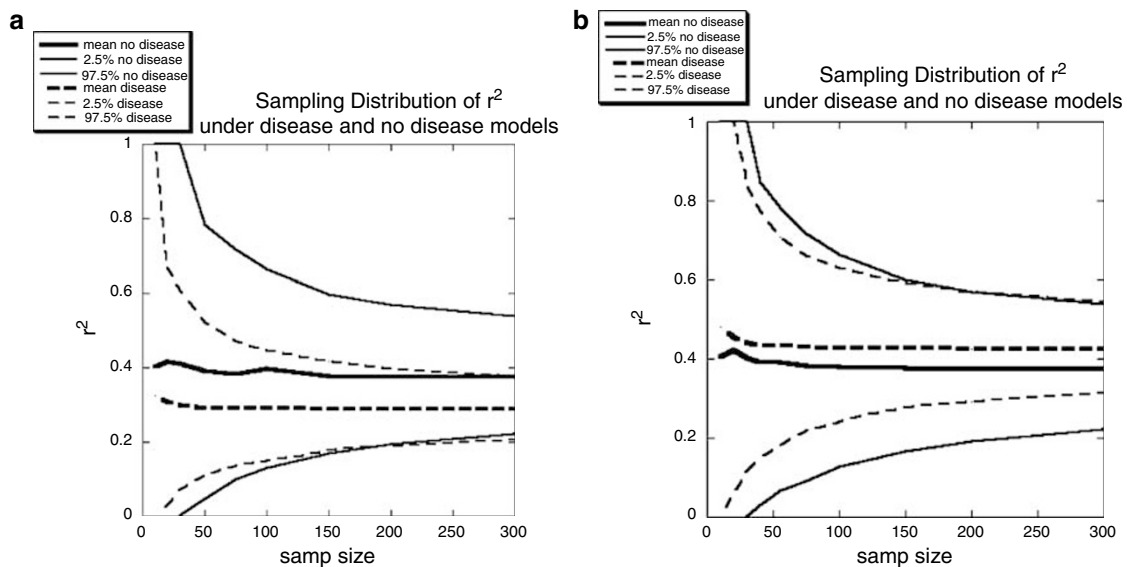 a
mean no disease
2.5% no disease
97.5% no disease
mean disease
2.5% disease
97.5% disease
Sampling Distribution of r²
under disease and no disease models
1
0.8
0.6
0.4
0.2
0
r²
0 50 100 150 200 250 300
samp size
b
mean no disease
2.5% no disease
97.5% no disease
mean disease
2.5% disease
97.5% disease
Sampling Distribution of r²
under disease and no disease models
1
0.8
0.6
0.4
0.2
0
r²
0 50 100 150 200 250 300
samp size